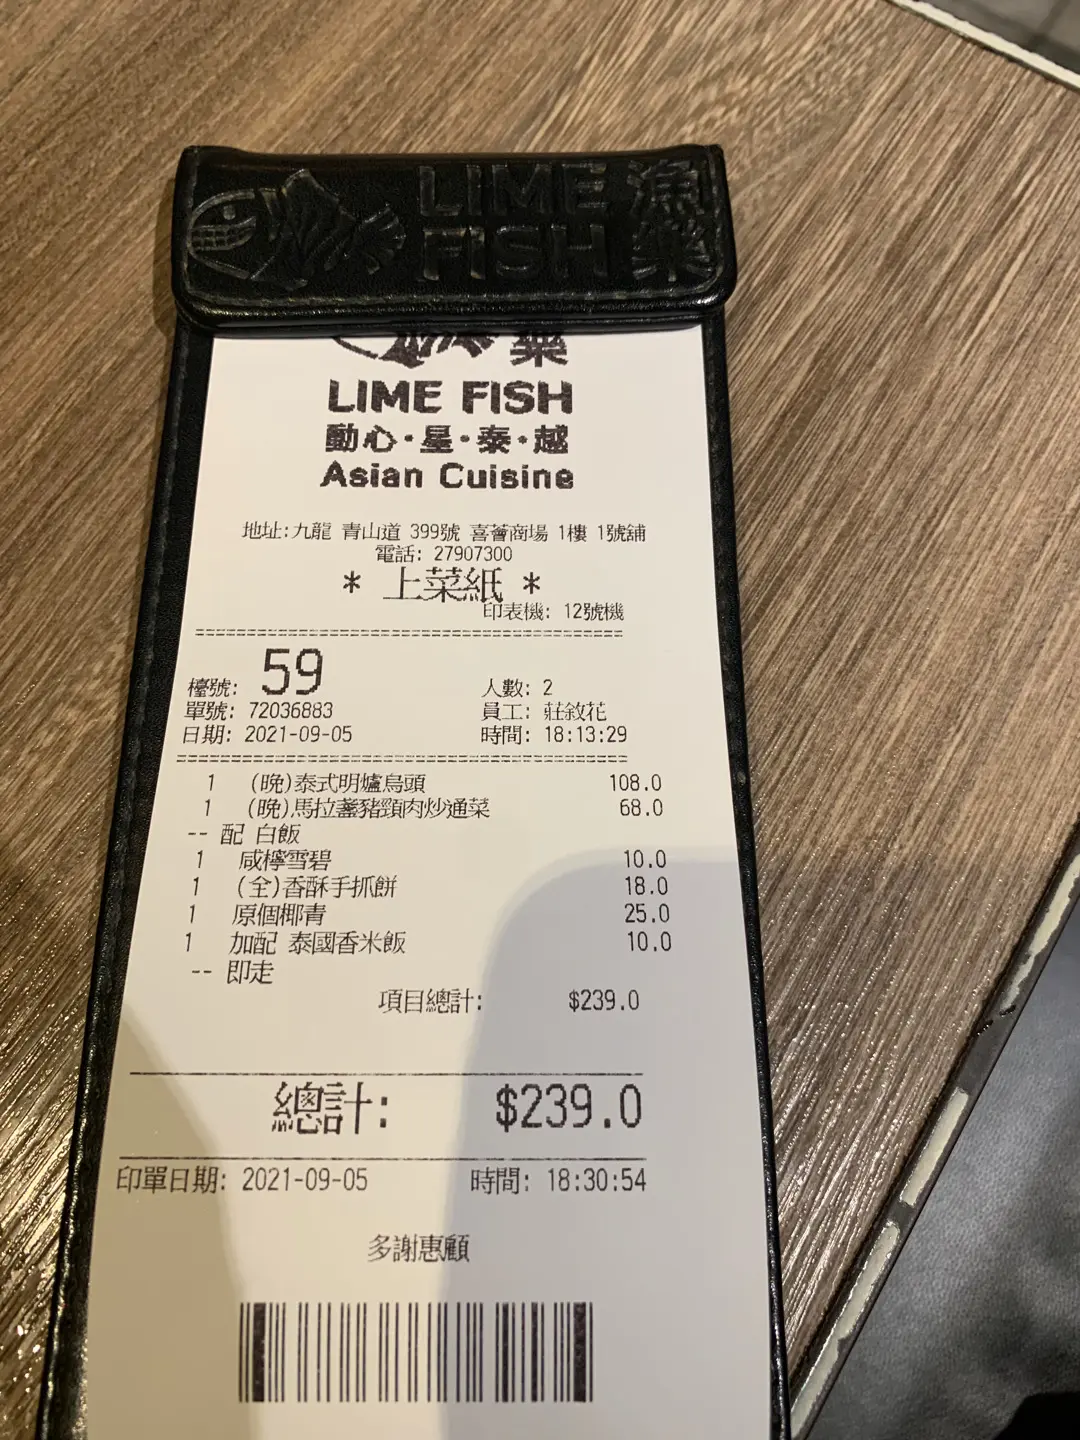 LIME 漁
FISH 樂
樂
LIME FISH
動心·星·泰·越
Asian Cuisine
地址:九龍 青山道 399號 喜薈商場 1樓 1號舖
電話: 27907300
* 上菜紙 *
印表機: 12號機
檯號: 59 人數: 2
單號: 72036883 員工: 莊敘花
日期: 2021-09-05 時間: 18:13:29
1 (晚)泰式明爐烏頭 108.0
1 (晚)馬拉盞豬頸肉炒通菜 68.0
-- 配 白飯
1 咸檸雪碧 10.0
1 (全)香酥手抓餅 18.0
1 原個椰青 25.0
1 加配 泰國香米飯 10.0
-- 即走
項目總計: $239.0
總計: $239.0
印單日期: 2021-09-05 時間: 18:30:54
多謝惠顧